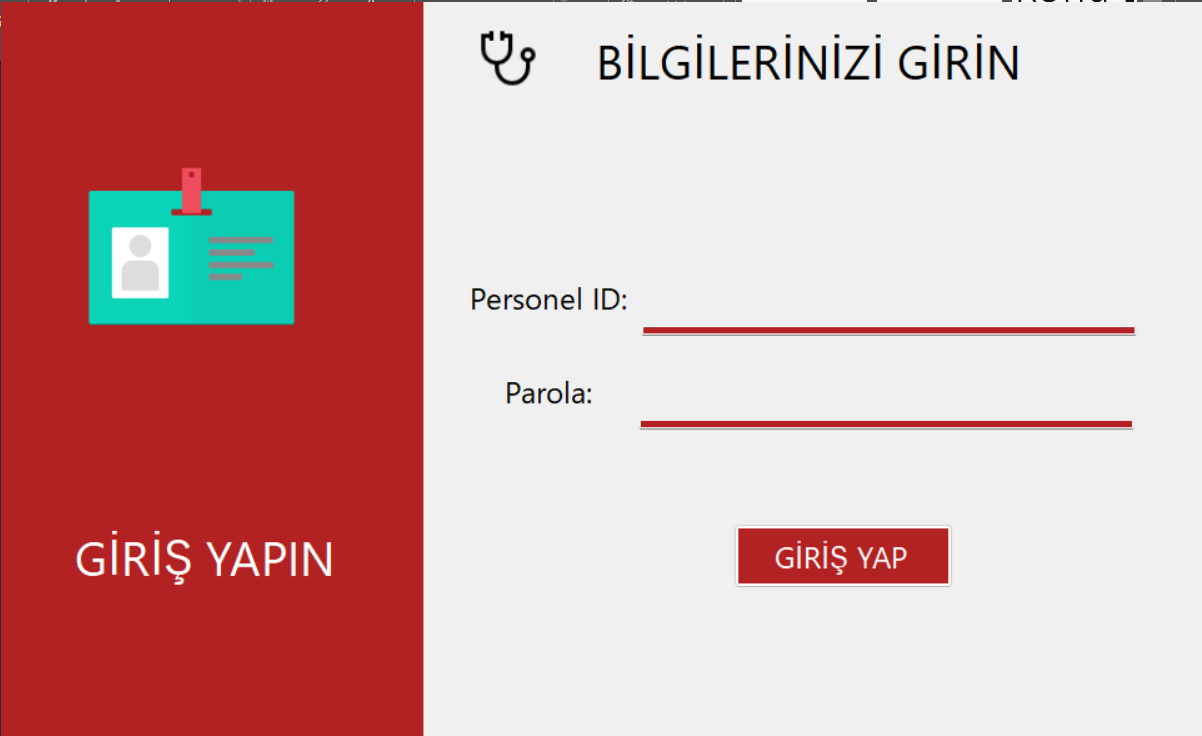 BİLGİLERİNİZİ GİRİN
Personel ID:
Parola:
GİRİŞ YAPIN
GİRİŞ YAP